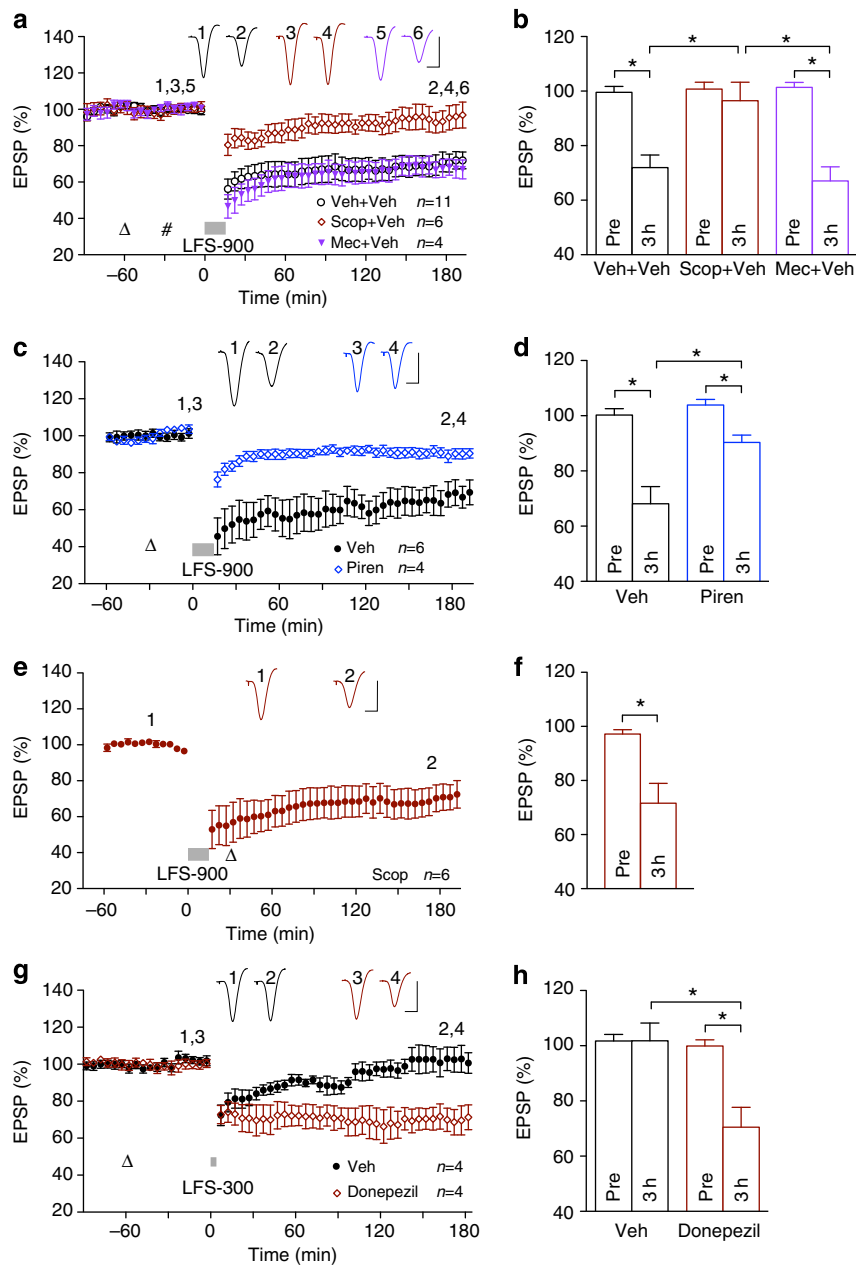 a
1 2 3 4 5 6
140
120
100
80
60
40
20
EPSP (%)
1,3,5
2,4,6
Δ # LFS-900
Veh+Veh n=11
Scop+Veh n=6
Mec+Veh n=4
−60 0 60 120 180
Time (min)
b
120
100
80
60
40
EPSP (%)
* *
* *
Pre 3 h Pre 3 h Pre 3 h
Veh+Veh Scop+Veh Mec+Veh
c
1 2 3 4
140
120
100
80
60
40
20
EPSP (%)
1,3
2,4
Δ
LFS-900
Veh n=6
Piren n=4
−60 0 60 120 180
Time (min)
d
120
100
80
60
40
EPSP (%)
*
* *
Pre 3 h Pre 3 h
Veh Piren
e
1 2
140
120
100
80
60
40
20
EPSP (%)
1
2
Δ
LFS-900
Scop n=6
−60 0 60 120 180
Time (min)
f
120
100
80
60
40
EPSP (%)
*
Pre 3 h
g
1 2 3 4
140
120
100
80
60
40
20
EPSP (%)
1,3
2,4
Δ
LFS-300
Veh n=4
Donepezil n=4
−60 0 60 120 180
Time (min)
h
120
100
80
60
40
EPSP (%)
*
*
Pre 3 h Pre 3 h
Veh Donepezil